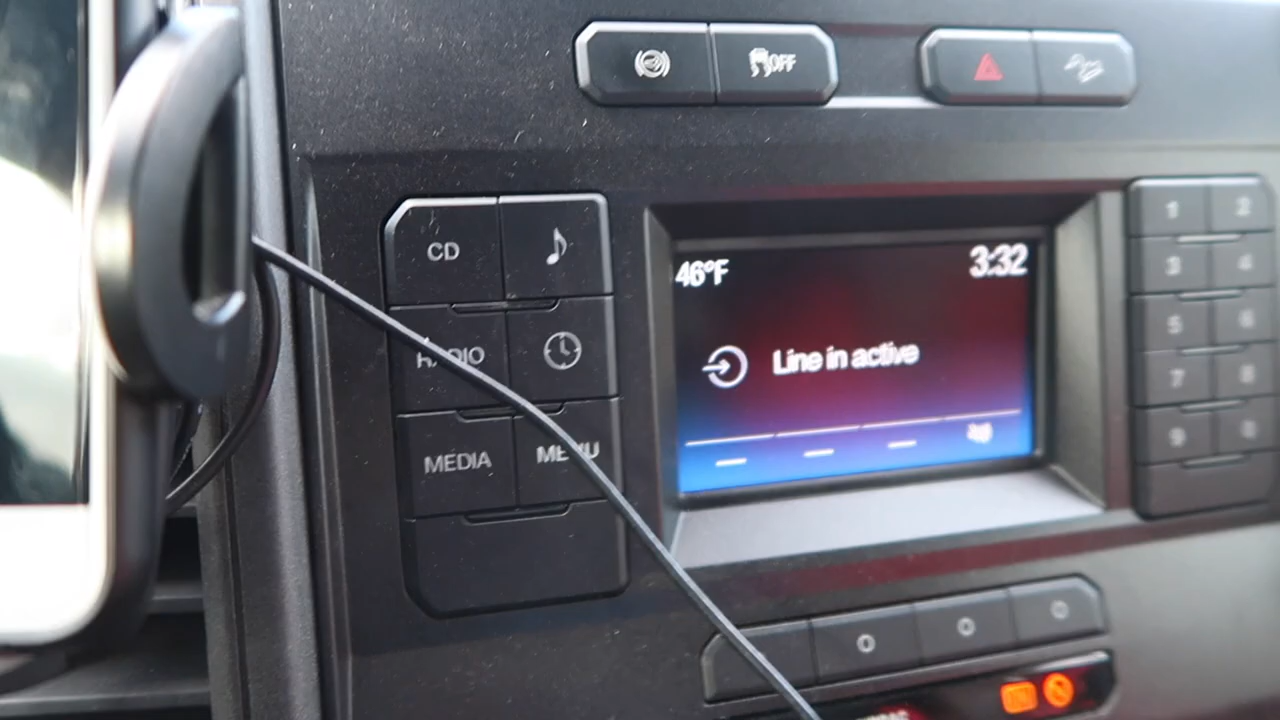 OFF
CD
46°F
3:32
RADIO
Line in active
MEDIA
MENU
1 2
3 4
5 6
7 8
9 0